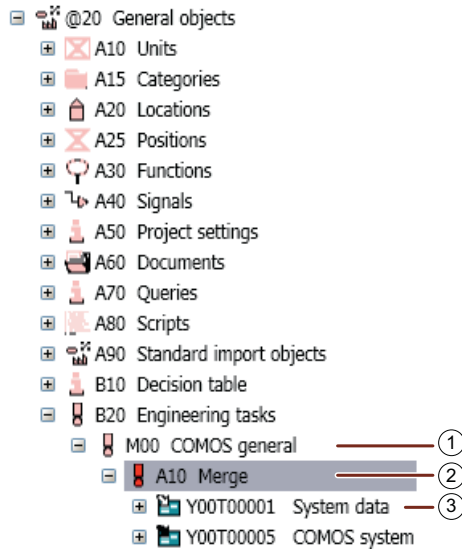 @20 General objects
A10 Units
A15 Categories
A20 Locations
A25 Positions
A30 Functions
A40 Signals
A50 Project settings
A60 Documents
A70 Queries
A80 Scripts
A90 Standard import objects
B10 Decision table
B20 Engineering tasks
M00 COMOS general 1
A10 Merge 2
Y00T00001 System data 3
Y00T00005 COMOS system